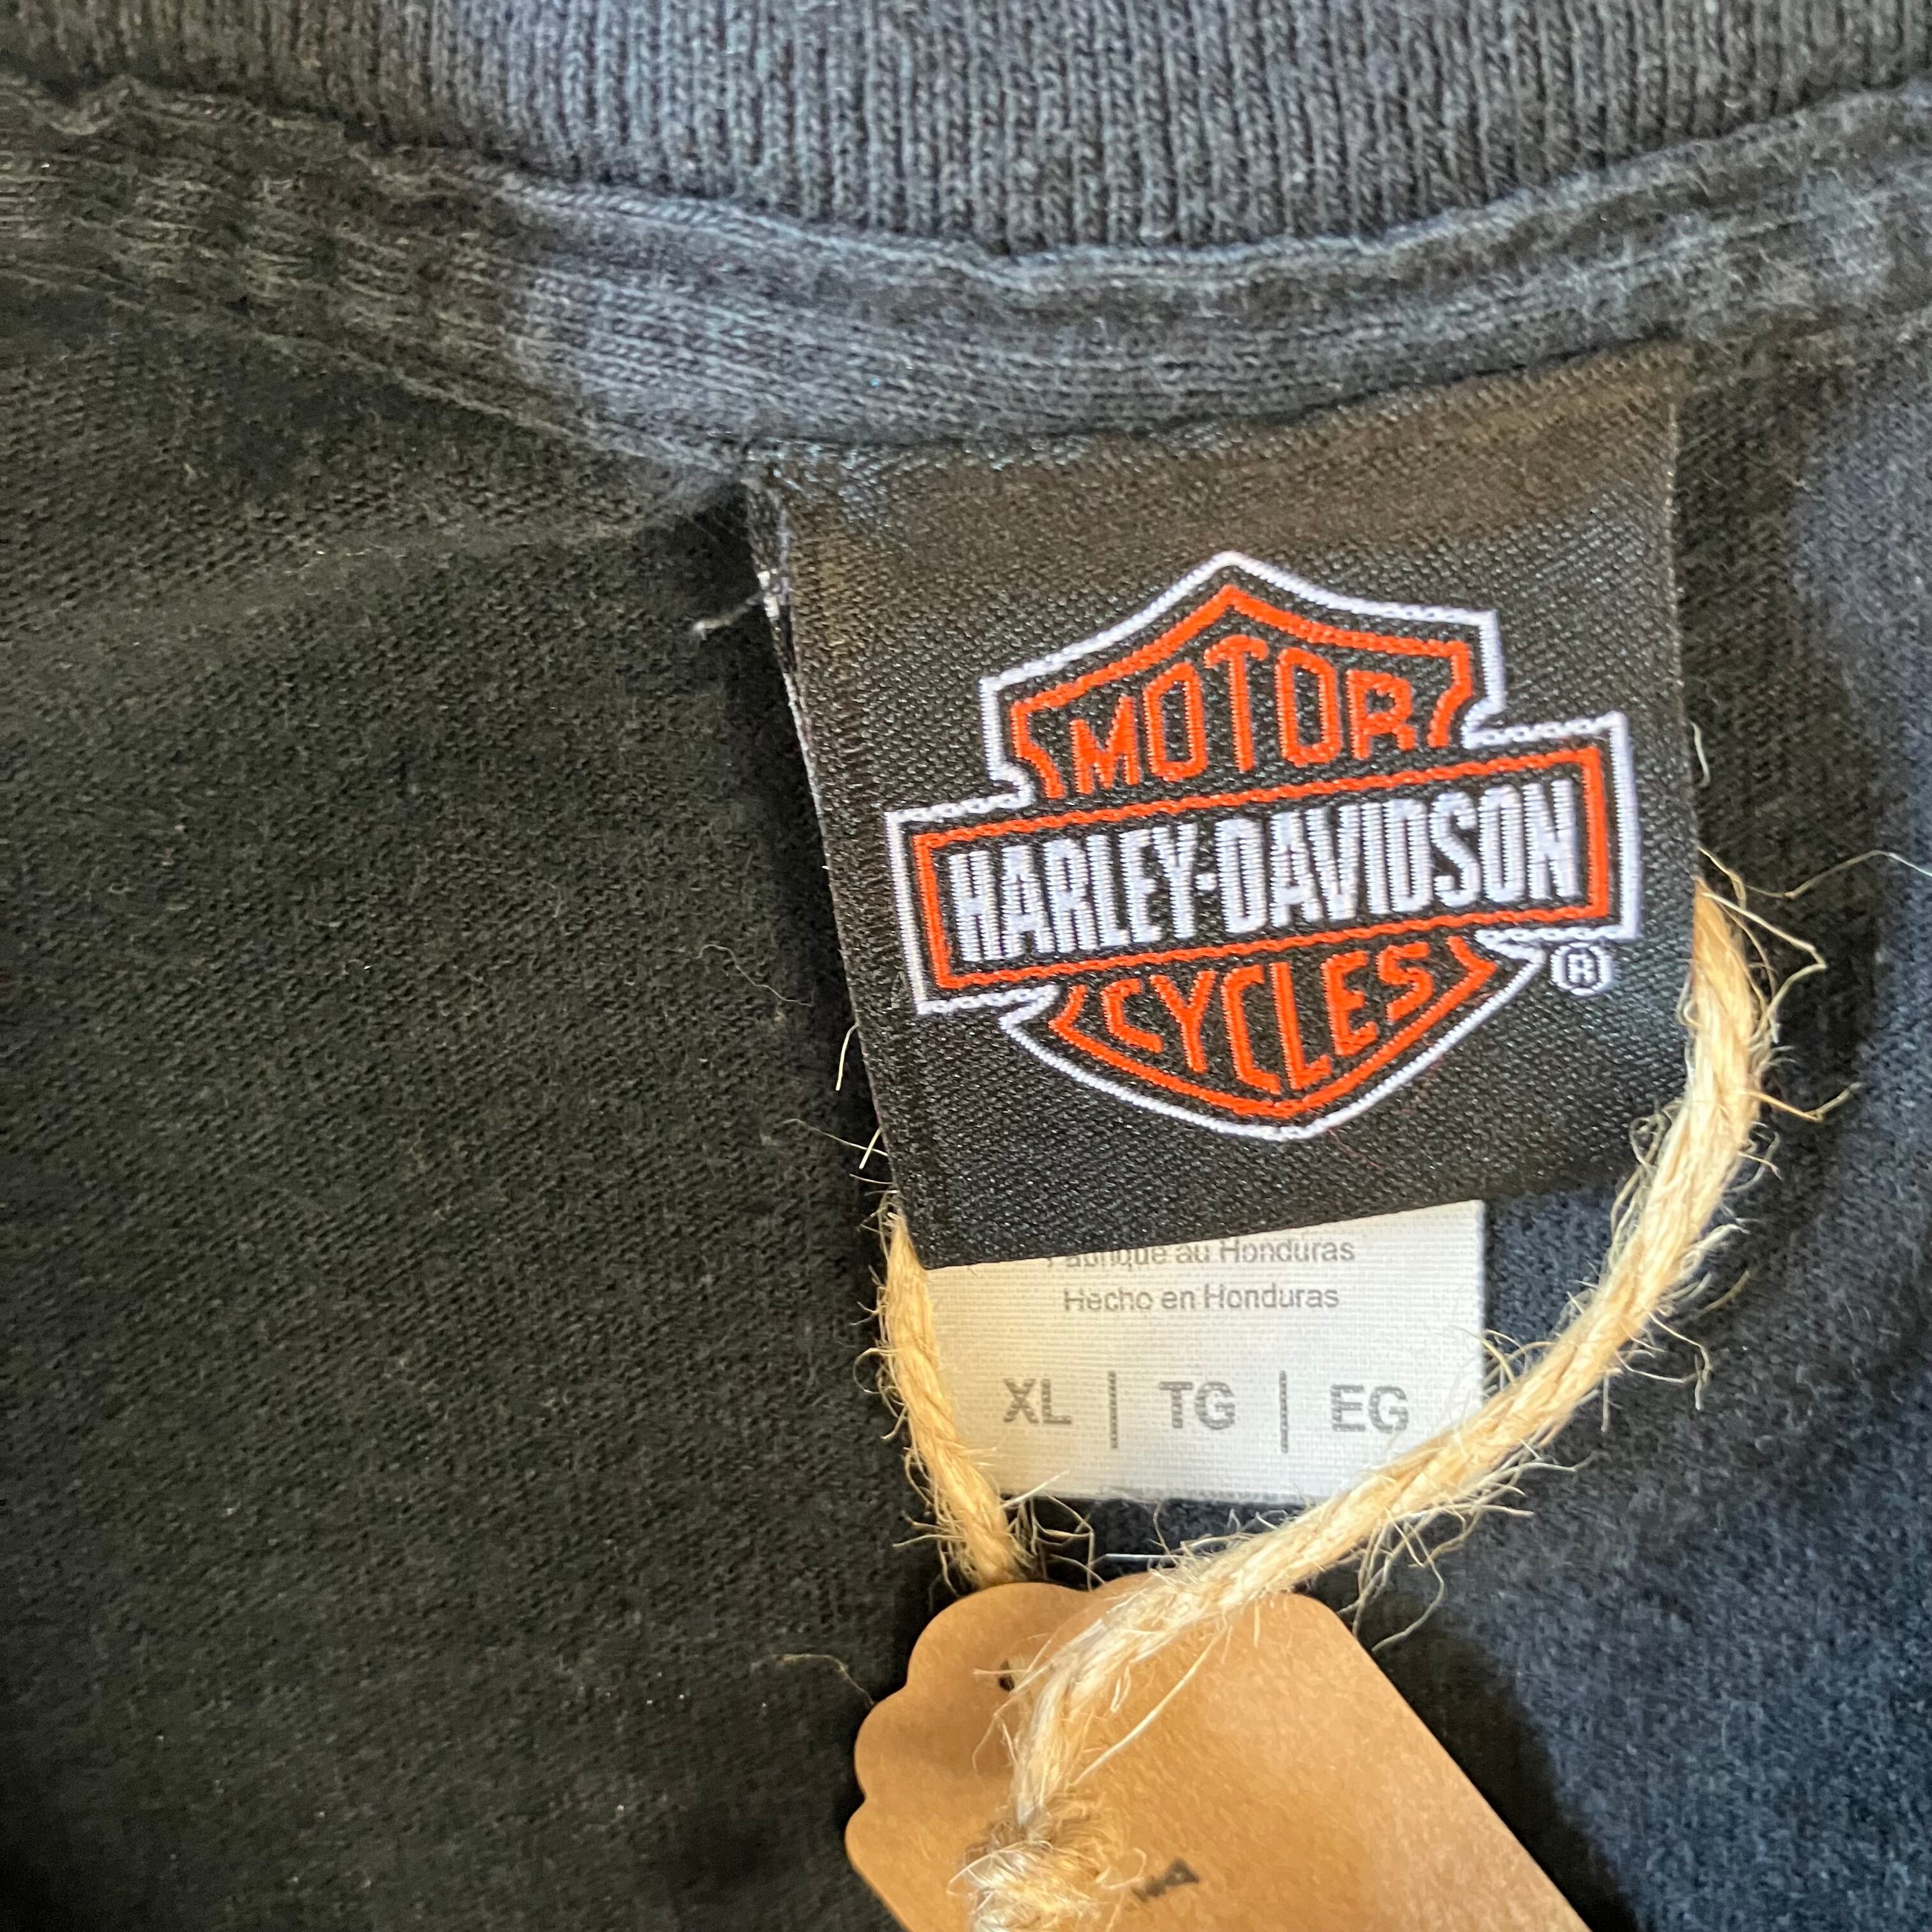 MOTOR
HARLEY-DAVIDSON
CYCLES
®
Fabriqué au Honduras
Hecho en Honduras
XL | TG | EG